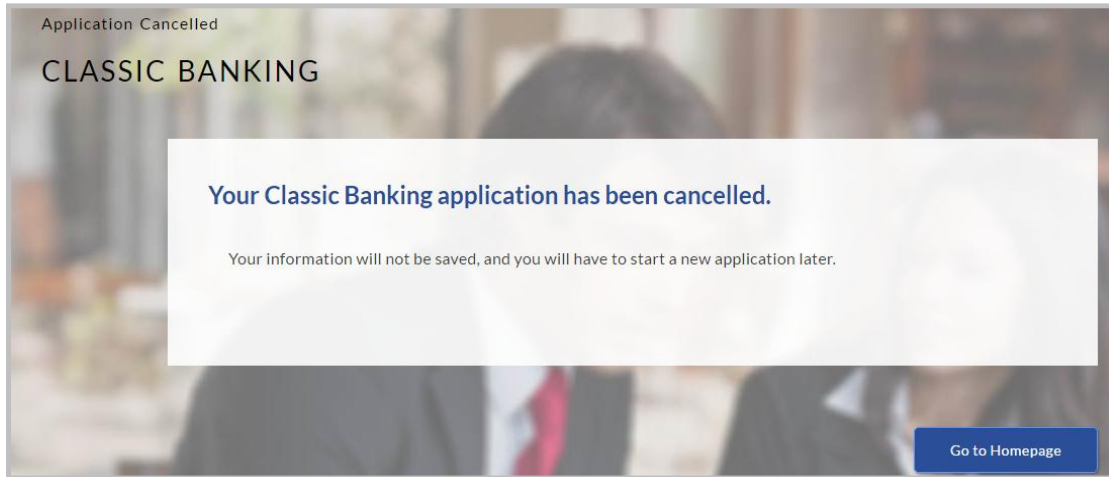 Application Cancelled
CLASSIC BANKING
Your Classic Banking application has been cancelled.
Your information will not be saved, and you will have to start a new application later.
Go to Homepage